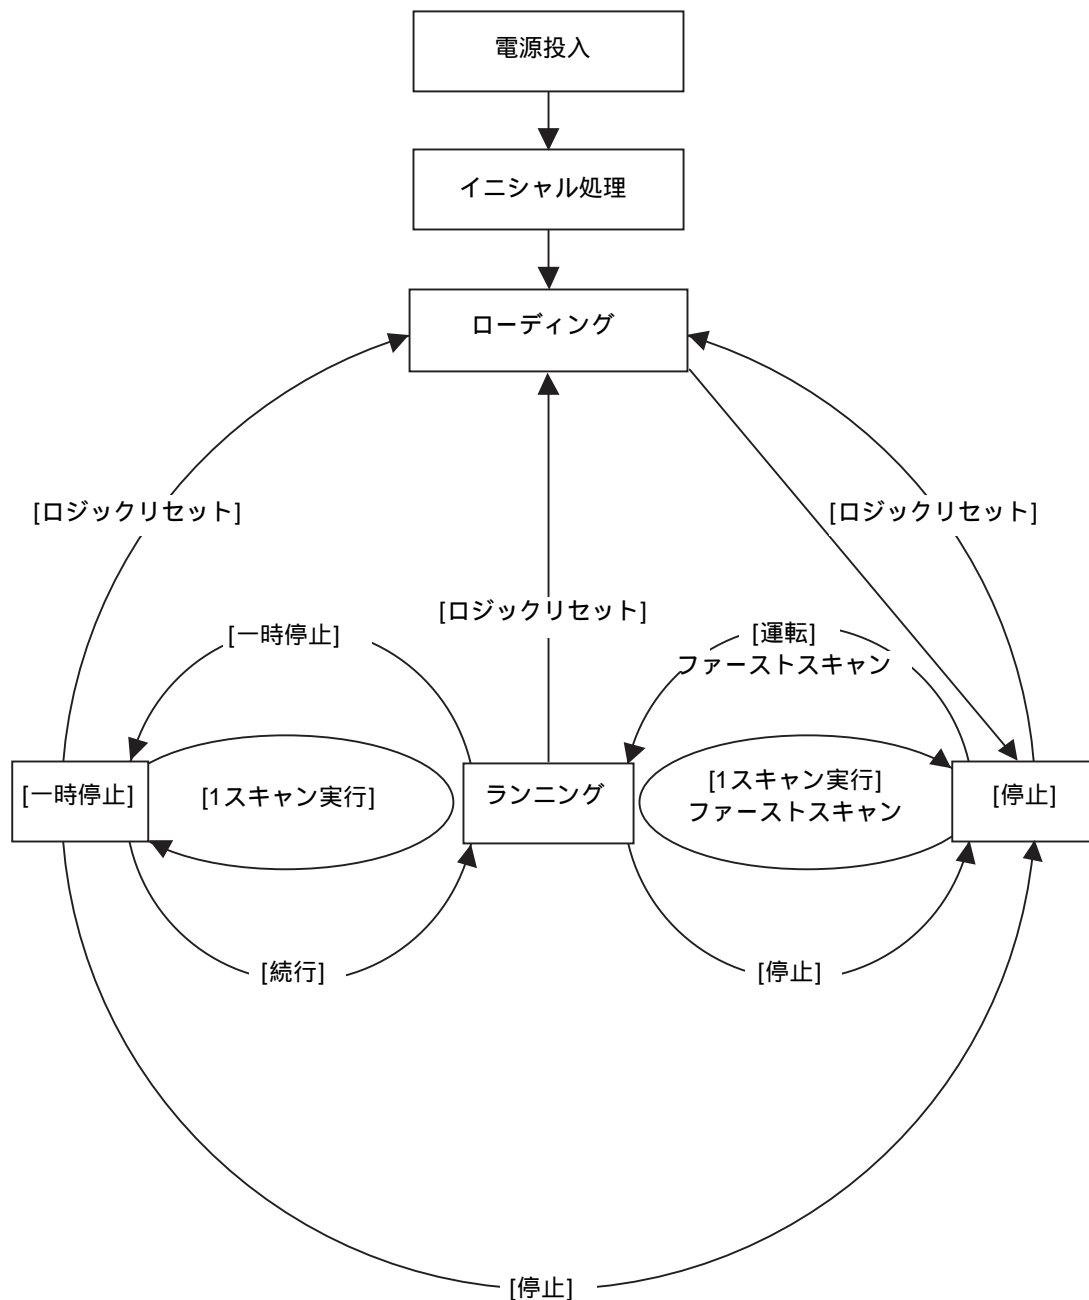 電源投入
イニシャル処理
ローディング
[ロジックリセット]
[ロジックリセット]
[ロジックリセット]
[一時停止]
[運転]
ファーストスキャン
[一時停止]
[1スキャン実行]
ランニング
[1スキャン実行]
ファーストスキャン
[停止]
[続行]
[停止]
[停止]